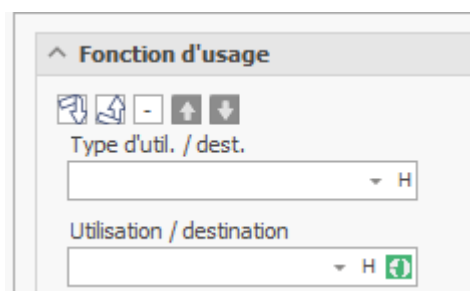 Fonction d'usage
Type d'util. / dest.
H
Utilisation / destination
H